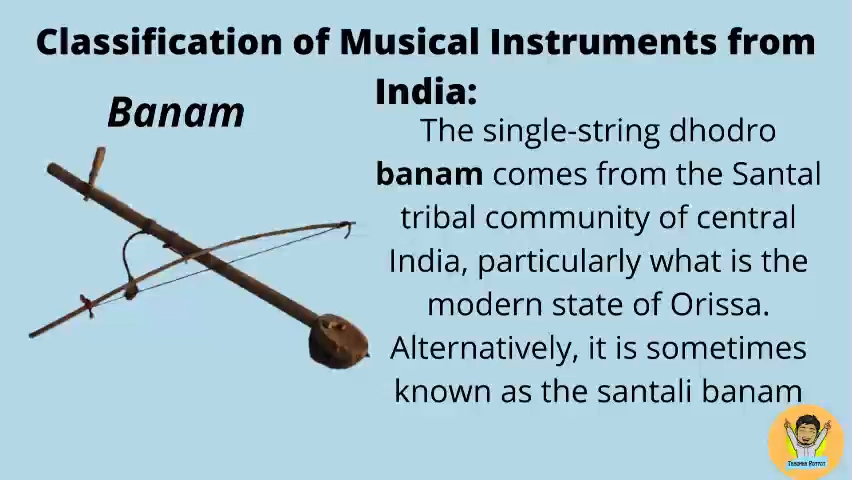 Classification of Musical Instruments from
India:
Banam
The single-string dhodro
banam comes from the Santal
tribal community of central
India, particularly what is the
modern state of Orissa.
Alternatively, it is sometimes
known as the santali banam